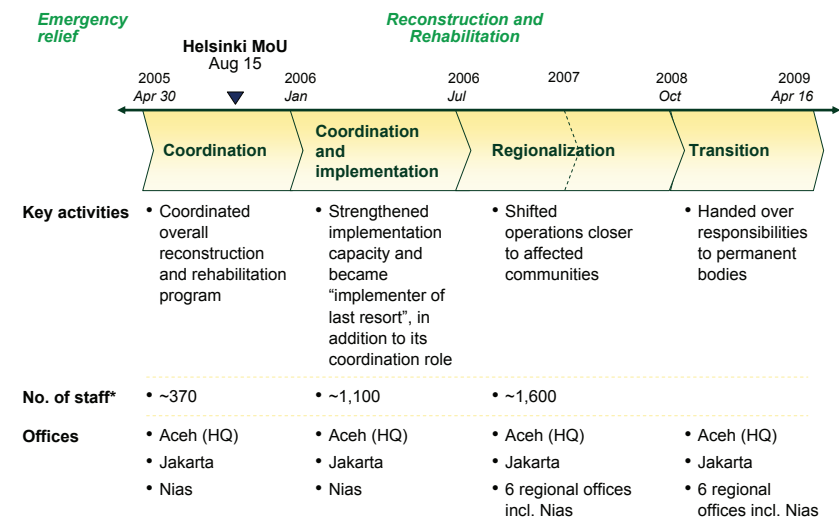 Emergency
relief
Reconstruction and
Rehabilitation
Helsinki MoU
Aug 15
2005
Apr 30
2006
Jan
2006
Jul
2007
2008
Oct
2009
Apr 16
Coordination
Coordination
and
implementation
Regionalization
Transition
Key activities
• Coordinated
overall
reconstruction
and rehabilitation
program
• Strengthened
implementation
capacity and
became
“implementer of
last resort”, in
addition to its
coordination role
• Shifted
operations closer
to affected
communities
• Handed over
responsibilities
to permanent
bodies
No. of staff*
• ~370
• ~1,100
• ~1,600
Offices
• Aceh (HQ)
• Jakarta
• Nias
• Aceh (HQ)
• Jakarta
• Nias
• Aceh (HQ)
• Jakarta
• 6 regional offices
incl. Nias
• Aceh (HQ)
• Jakarta
• 6 regional
offices incl. Nias